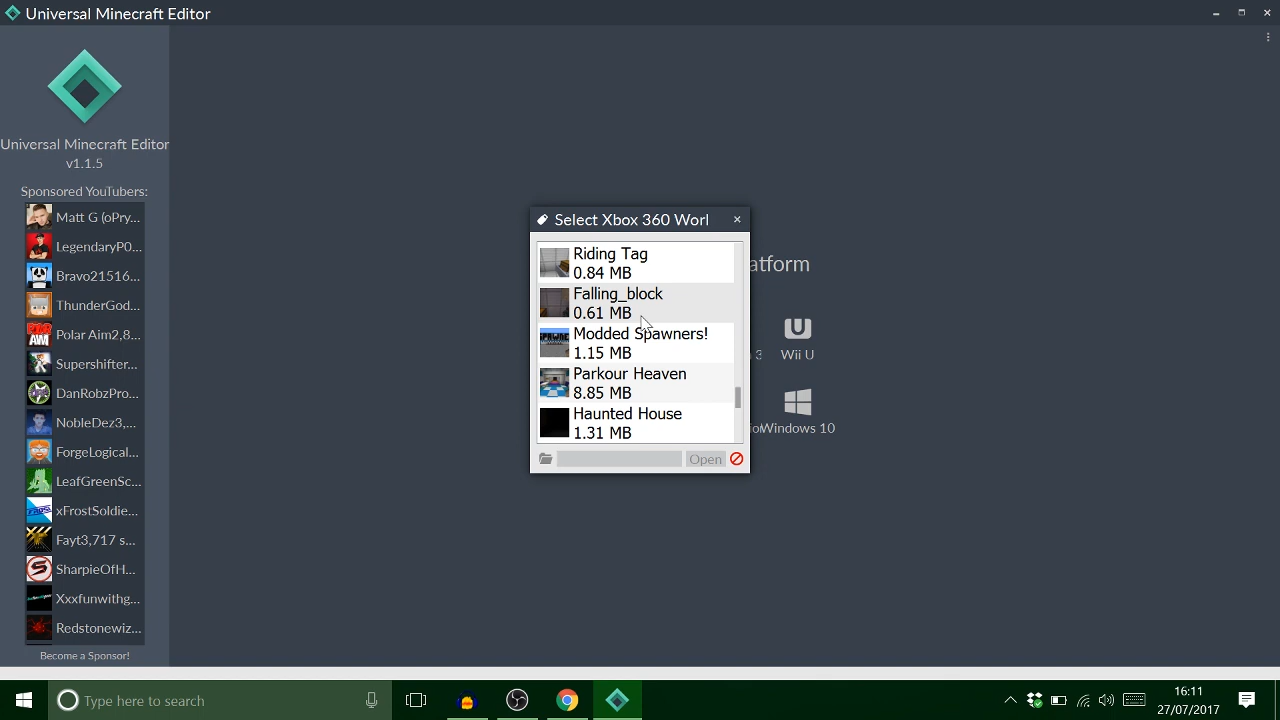 Universal Minecraft Editor
Universal Minecraft Editor
v1.1.5
Sponsored YouTubers:
Matt G (oPry...
LegendaryP0...
Bravo21516...
ThunderGod...
Polar Aim2,8...
Supershifter...
DanRobzPro...
NobleDez3,...
ForgeLogical...
LeafGreenSc...
xFrostSoldie...
Fayt3,717 s...
SharpieOfH...
Xxxfunwithg...
Redstonewiz...
Become a Sponsor!
Select Xbox 360 Worl
Riding Tag
0.84 MB
Falling_block
0.61 MB
Modded Spawners!
1.15 MB
Parkour Heaven
8.85 MB
Haunted House
1.31 MB
Open
atform
3
Wii U
Windows 10
Type here to search
16:11
27/07/2017